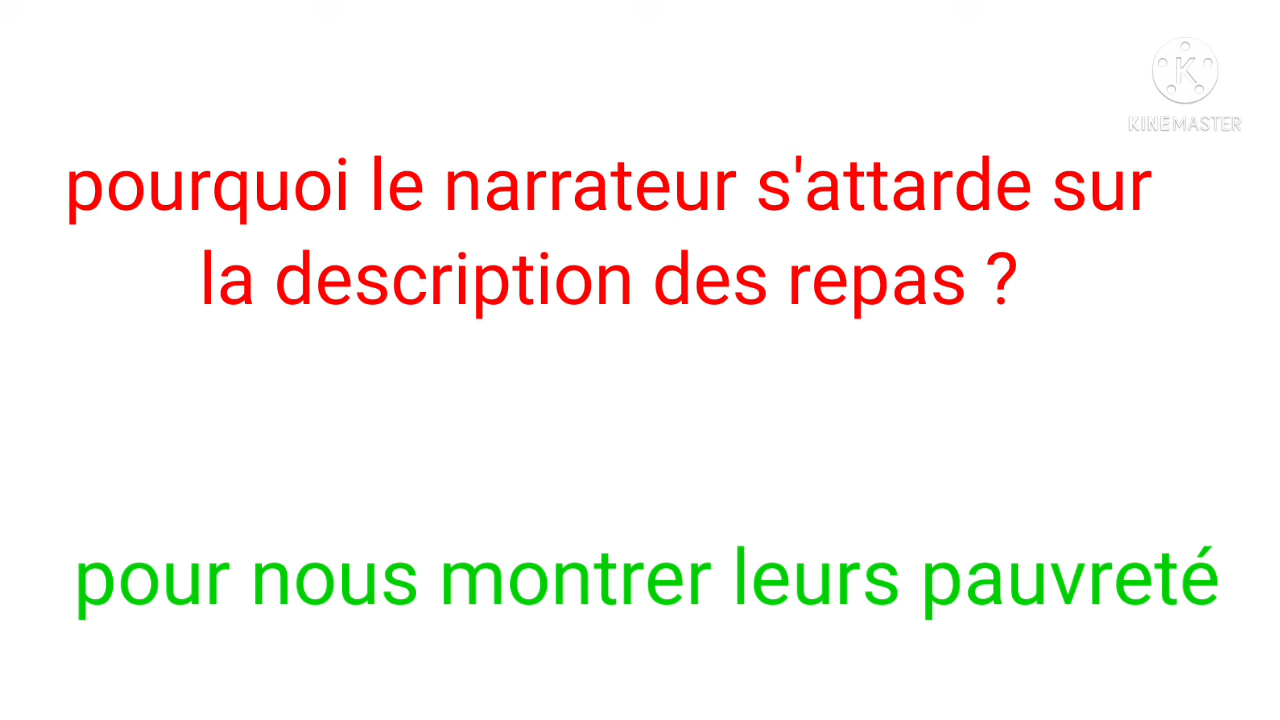 KINEMASTER
pourquoi le narrateur s'attarde sur
la description des repas ?
pour nous montrer leurs pauvreté